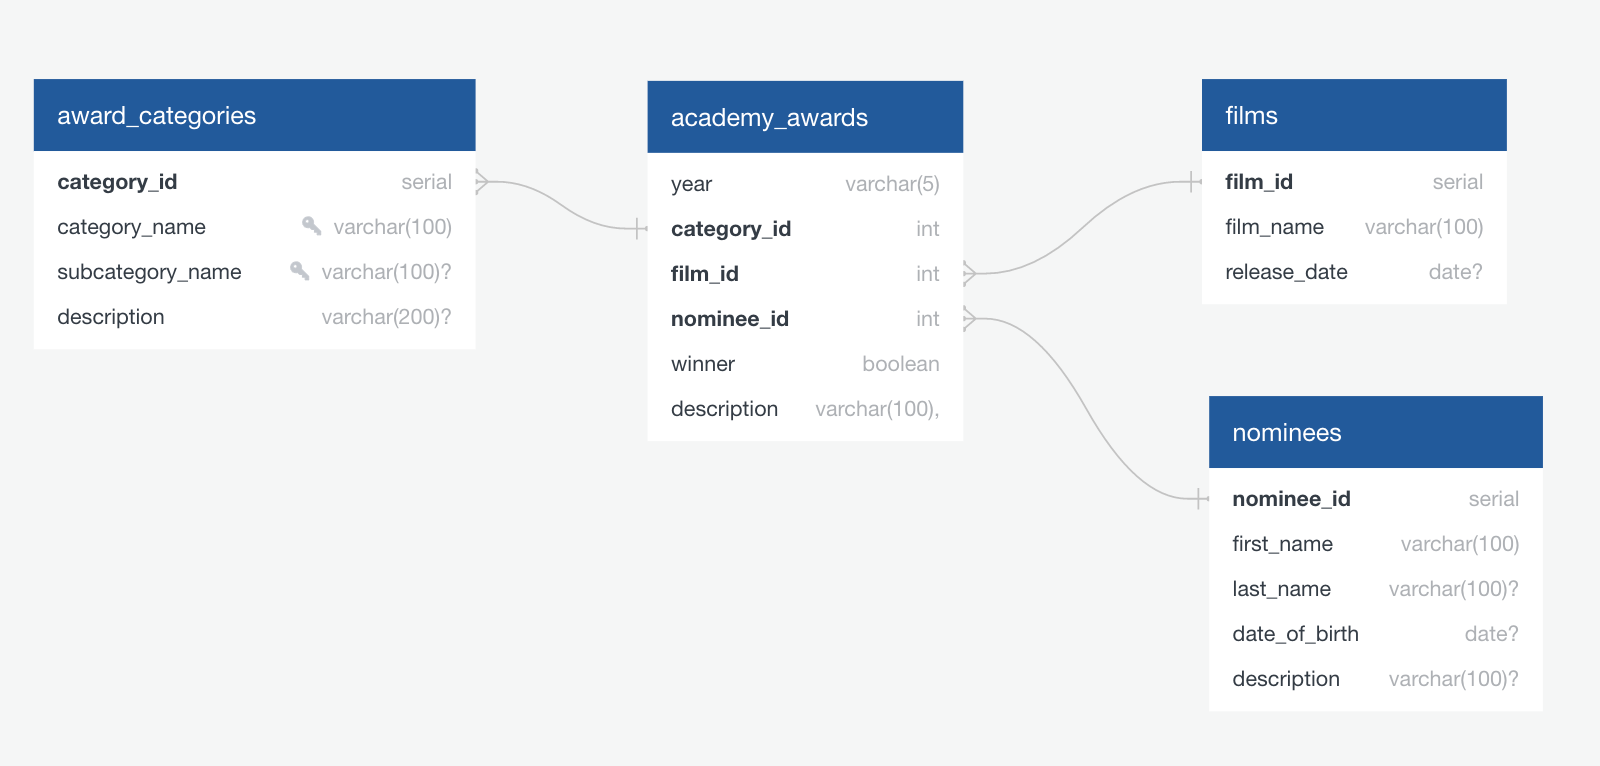 award_categories
category_id serial
category_name varchar(100)
subcategory_name varchar(100)?
description varchar(200)?
academy_awards
year varchar(5)
category_id int
film_id int
nominee_id int
winner boolean
description varchar(100),
films
film_id serial
film_name varchar(100)
release_date date?
nominees
nominee_id serial
first_name varchar(100)
last_name varchar(100)?
date_of_birth date?
description varchar(100)?